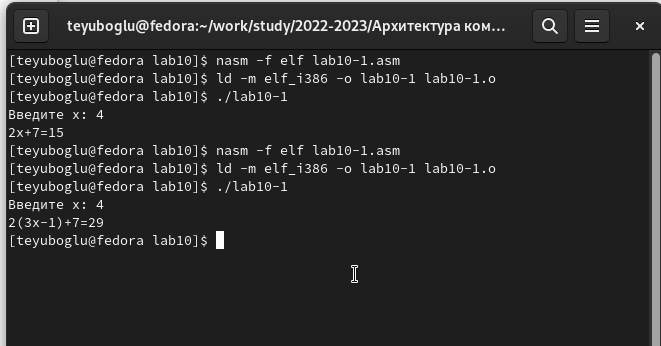 teyuboglu@fedora:~/work/study/2022-2023/Архитектура ком...
[teyuboglu@fedora lab10]$ nasm -f elf lab10-1.asm
[teyuboglu@fedora lab10]$ ld -m elf_i386 -o lab10-1 lab10-1.o
[teyuboglu@fedora lab10]$ ./lab10-1
Введите x: 4
2x+7=15
[teyuboglu@fedora lab10]$ nasm -f elf lab10-1.asm
[teyuboglu@fedora lab10]$ ld -m elf_i386 -o lab10-1 lab10-1.o
[teyuboglu@fedora lab10]$ ./lab10-1
Введите x: 4
2(3x-1)+7=29
[teyuboglu@fedora lab10]$